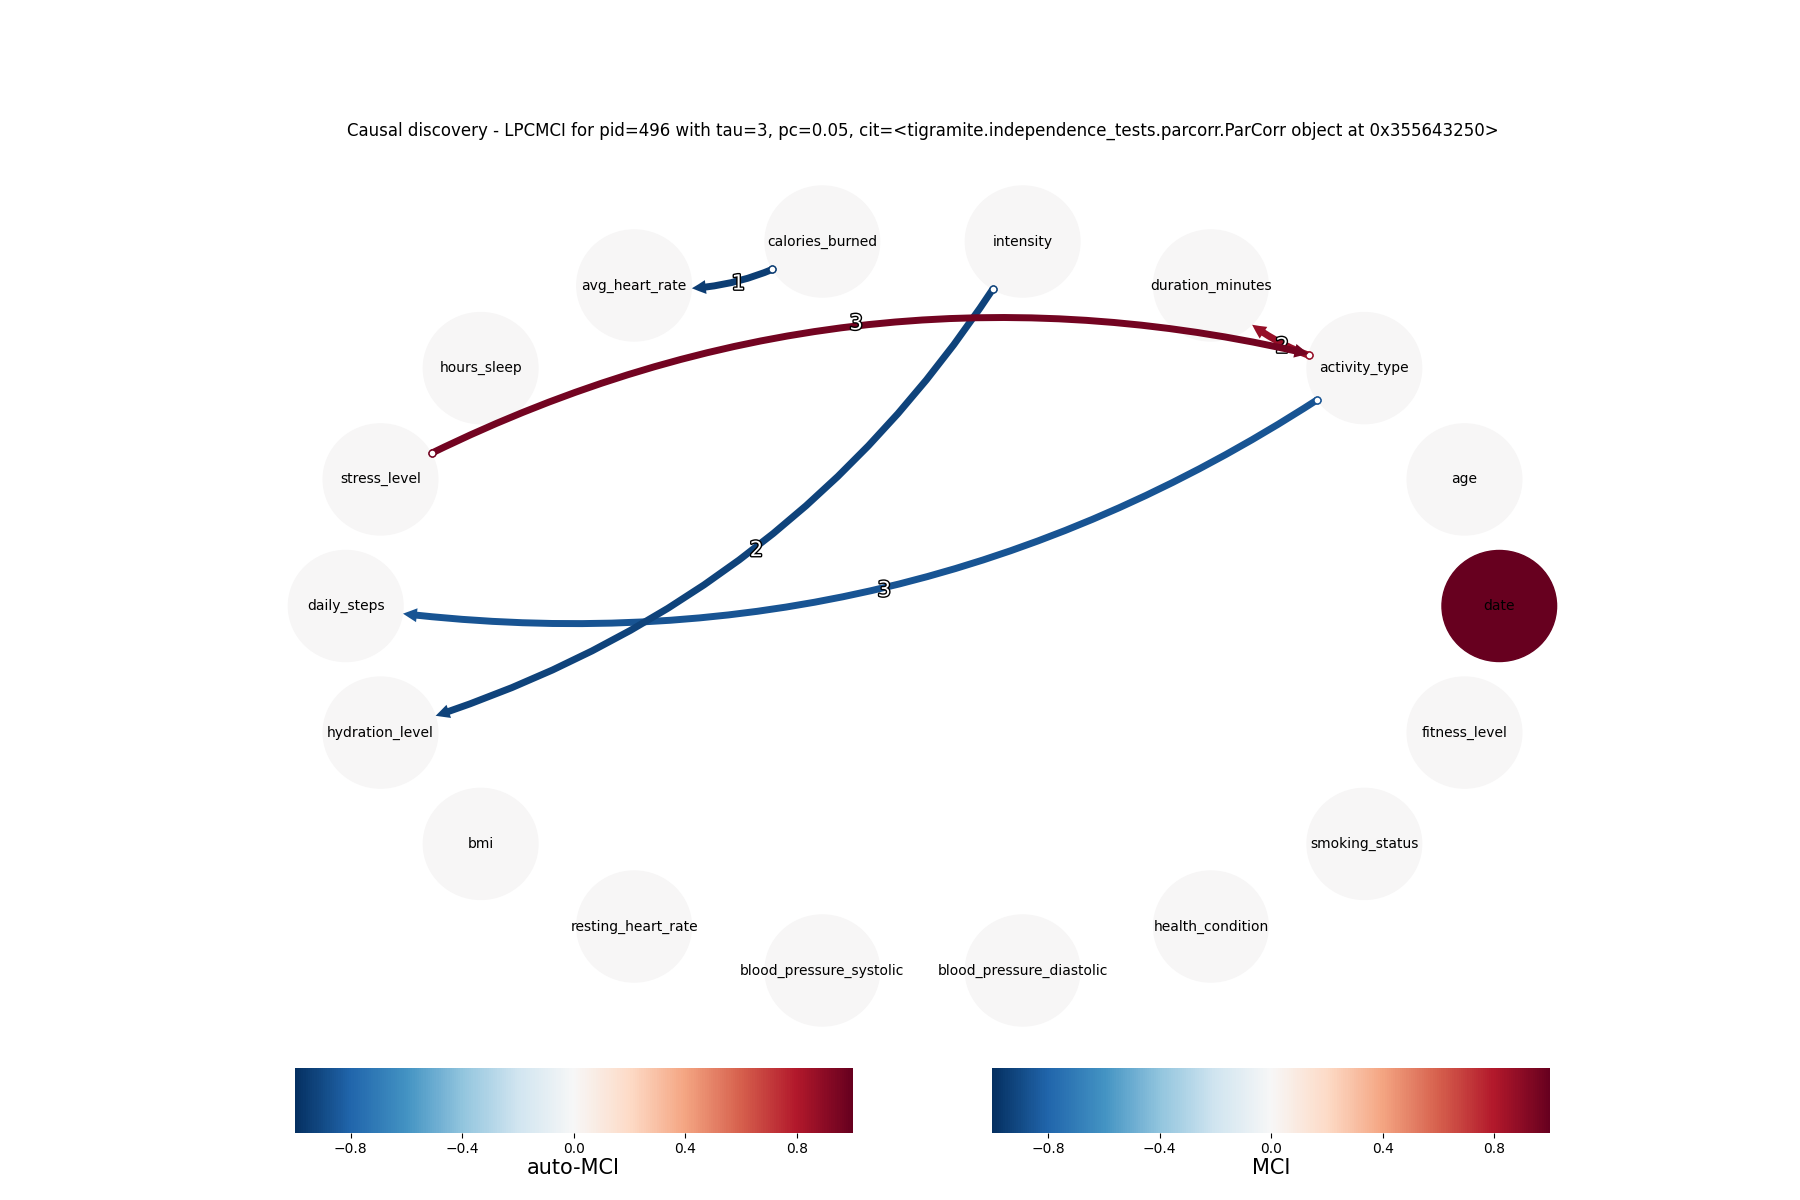 Causal discovery - LPCMCI for pid=496 with tau=3, pc=0.05, cit=<tigramite.independence_tests.parcorr.ParCorr object at 0x355643250>
calories_burned
intensity
avg_heart_rate
1
duration_minutes
3
2
hours_sleep
activity_type
stress_level
age
2
3
daily_steps
date
hydration_level
fitness_level
bmi
smoking_status
resting_heart_rate
health_condition
blood_pressure_systolic
blood_pressure_diastolic
−0.8 −0.4 0.0 0.4 0.8
auto-MCI
−0.8 −0.4 0.0 0.4 0.8
MCI